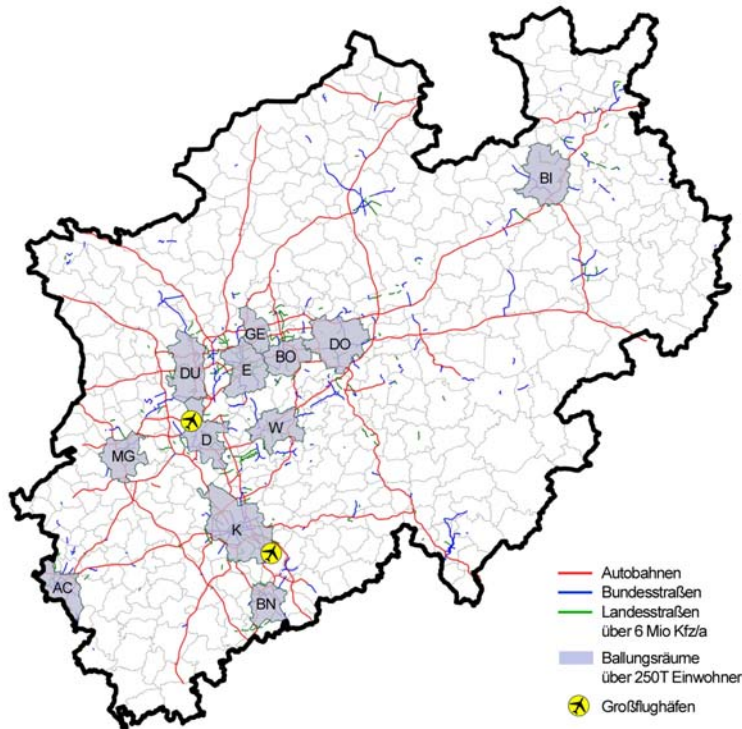 BI
GE
DO
BO
E
DU
W
D
MG
K
AC
BN
Autobahnen
Bundesstraßen
Landesstraßen
über 6 Mio Kfz/a
Ballungsräume
über 250T Einwohner
Großflughäfen